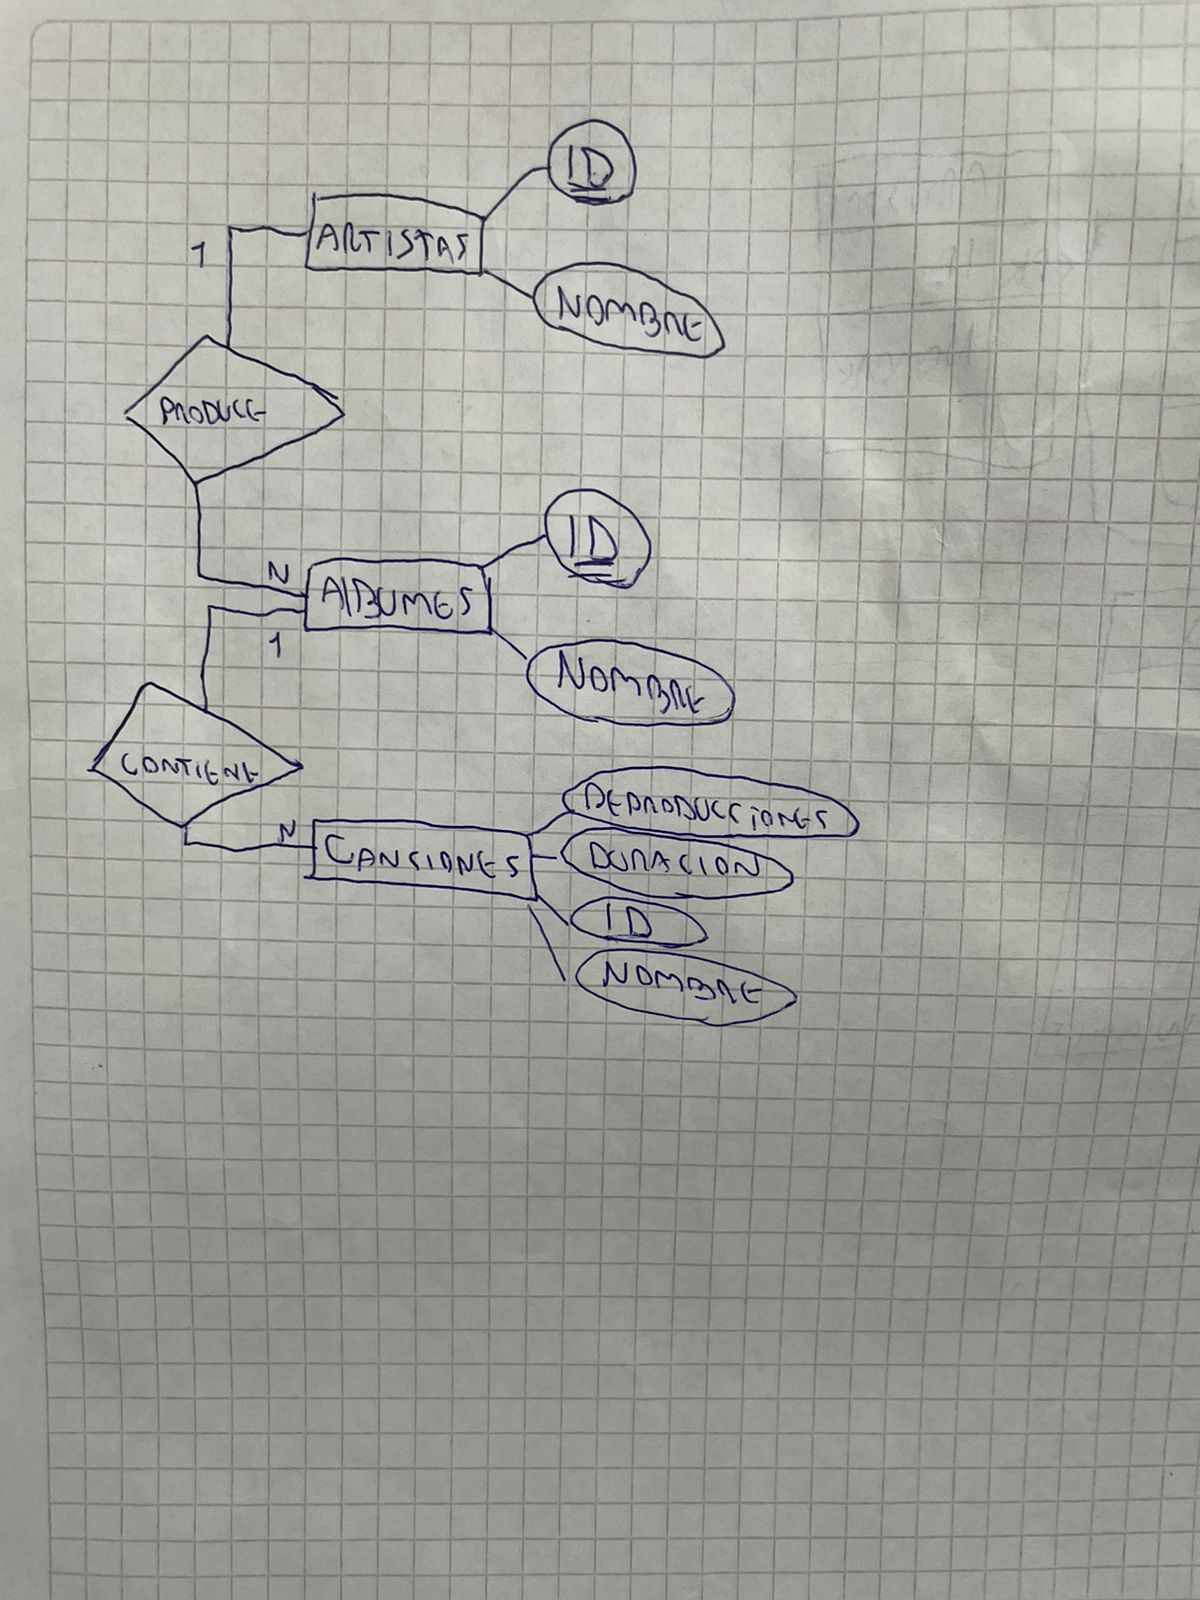 ID
ARTISTAS
1
NOMBRE
PRODUCE
ID
N
ALBUMES
1
NOMBRE
CONTIENE
REPRODUCCIONES
N
CANCIONES
DURACION
ID
NOMBRE